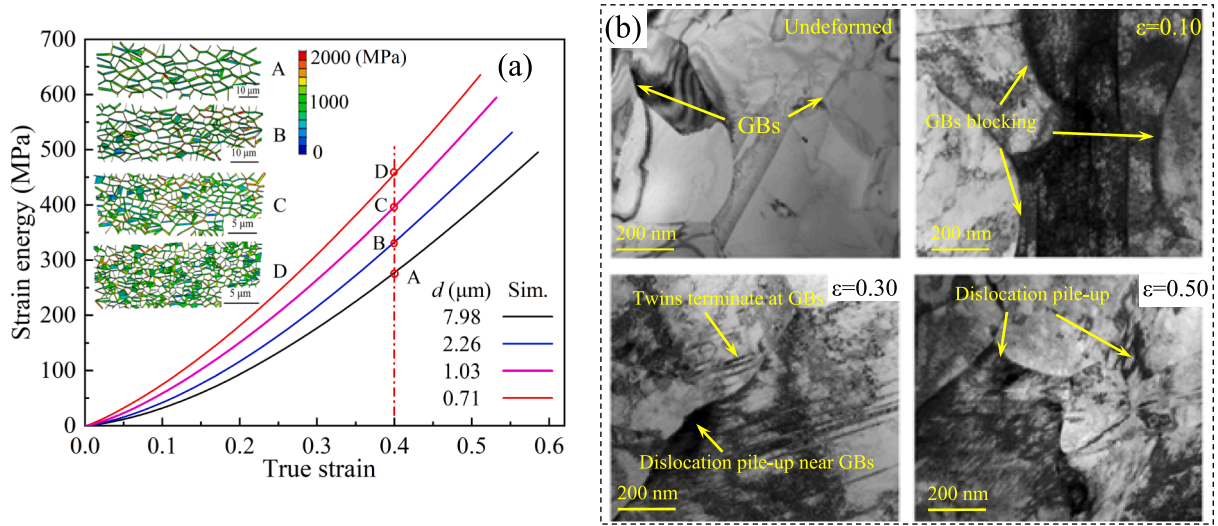 (a)
700
600
500
400
300
200
100
0
Strain energy (MPa)
0.0 0.1 0.2 0.3 0.4 0.5 0.6
True strain
2000 (MPa)
1000
0
A
10 μm
B
10 μm
C
5 μm
D
5 μm
D
C
B
A
d (μm) Sim.
7.98
2.26
1.03
0.71
(b)
Undeformed
GBs
200 nm
ε=0.10
GBs blocking
200 nm
ε=0.30
Twins terminate at GBs
Dislocation pile-up near GBs
200 nm
ε=0.50
Dislocation pile-up
200 nm